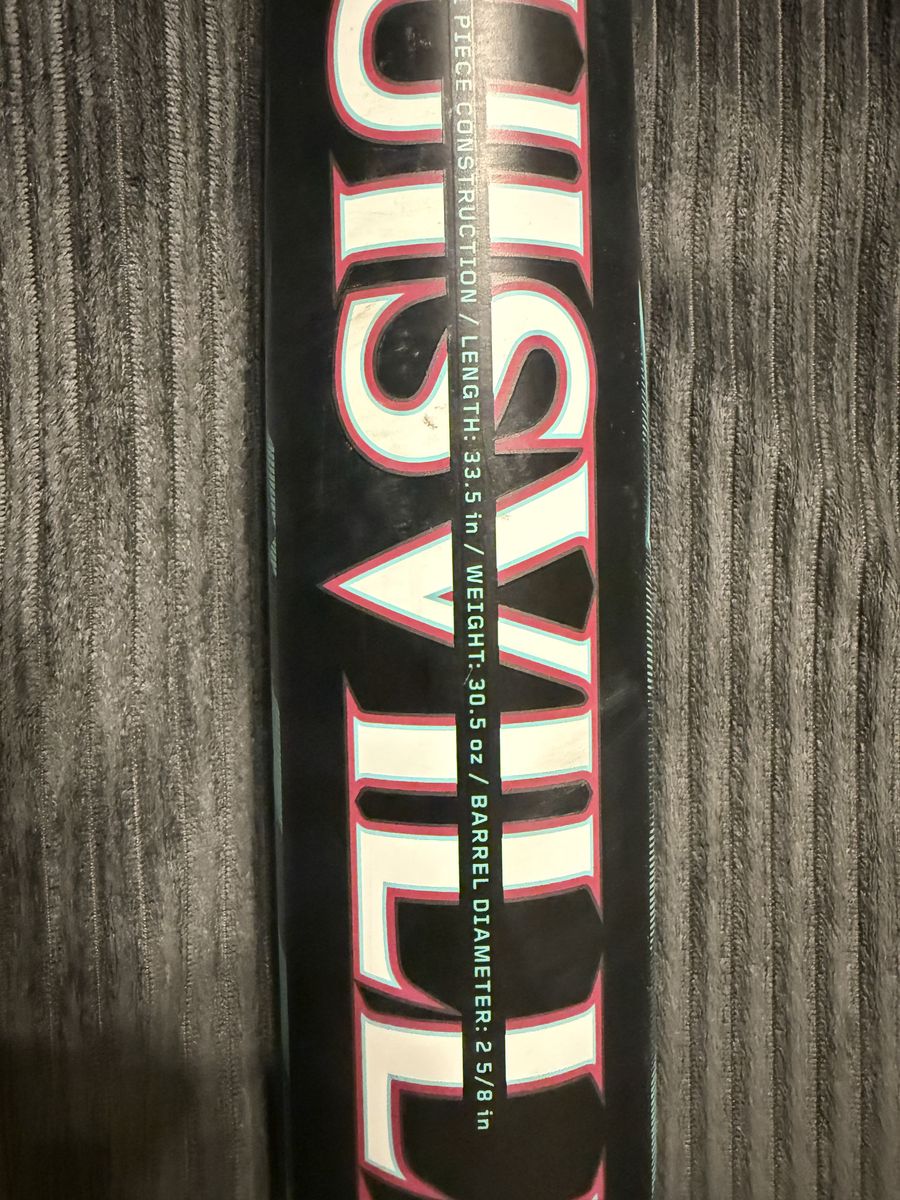 UISVILL
PIECE CONSTRUCTION / LENGTH: 33.5 in / WEIGHT: 30.5 oz / BARREL DIAMETER: 2 5/8 in